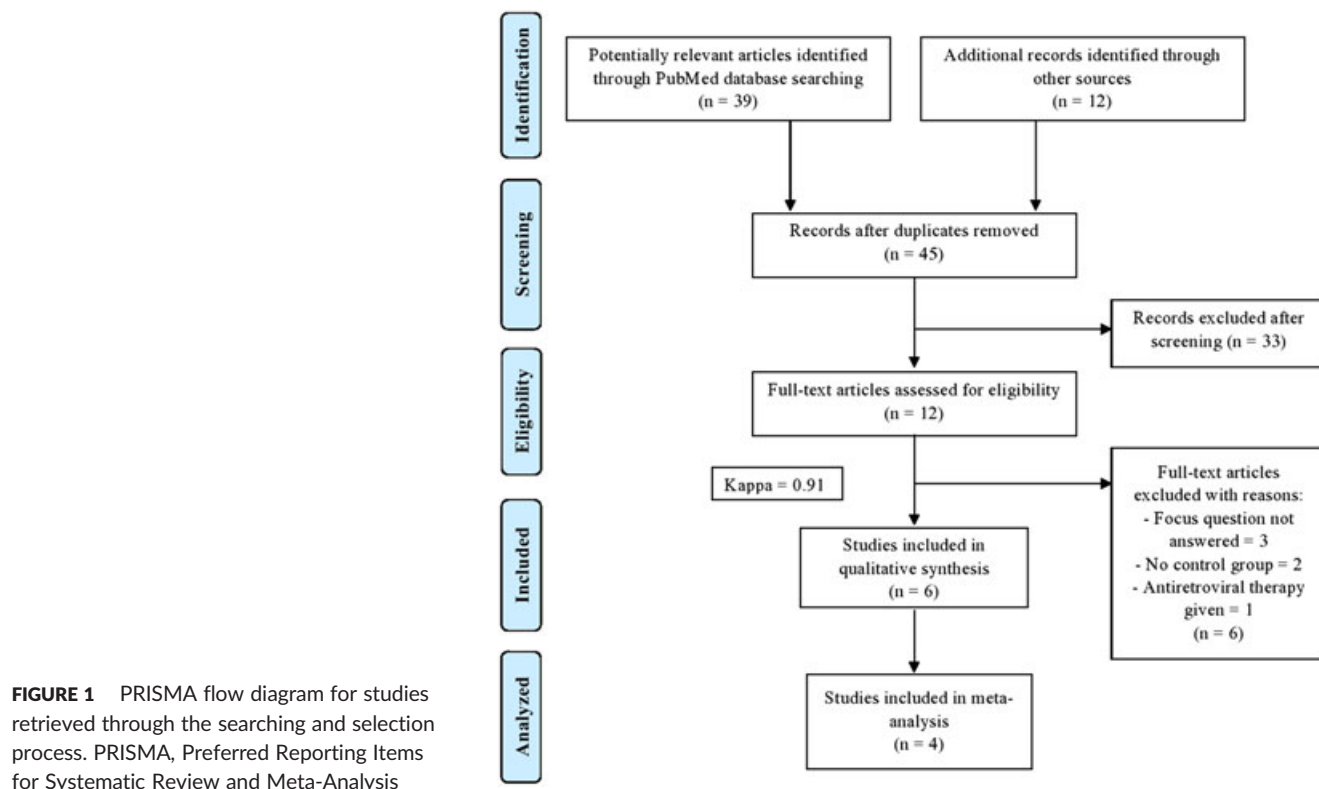 Identification
Potentially relevant articles identified
through PubMed database searching
(n = 39)
Additional records identified through
other sources
(n = 12)
Screening
Records after duplicates removed
(n = 45)
Records excluded after
screening (n = 33)
Eligibility
Full-text articles assessed for eligibility
(n = 12)
Kappa = 0.91
Full-text articles
excluded with reasons:
- Focus question not
answered = 3
- No control group = 2
- Antiretroviral therapy
given = 1
(n = 6)
Included
Studies included in
qualitative synthesis
(n = 6)
Analyzed
Studies included in meta-
analysis
(n = 4)
FIGURE 1 PRISMA flow diagram for studies
retrieved through the searching and selection
process. PRISMA, Preferred Reporting Items
for Systematic Review and Meta-Analysis